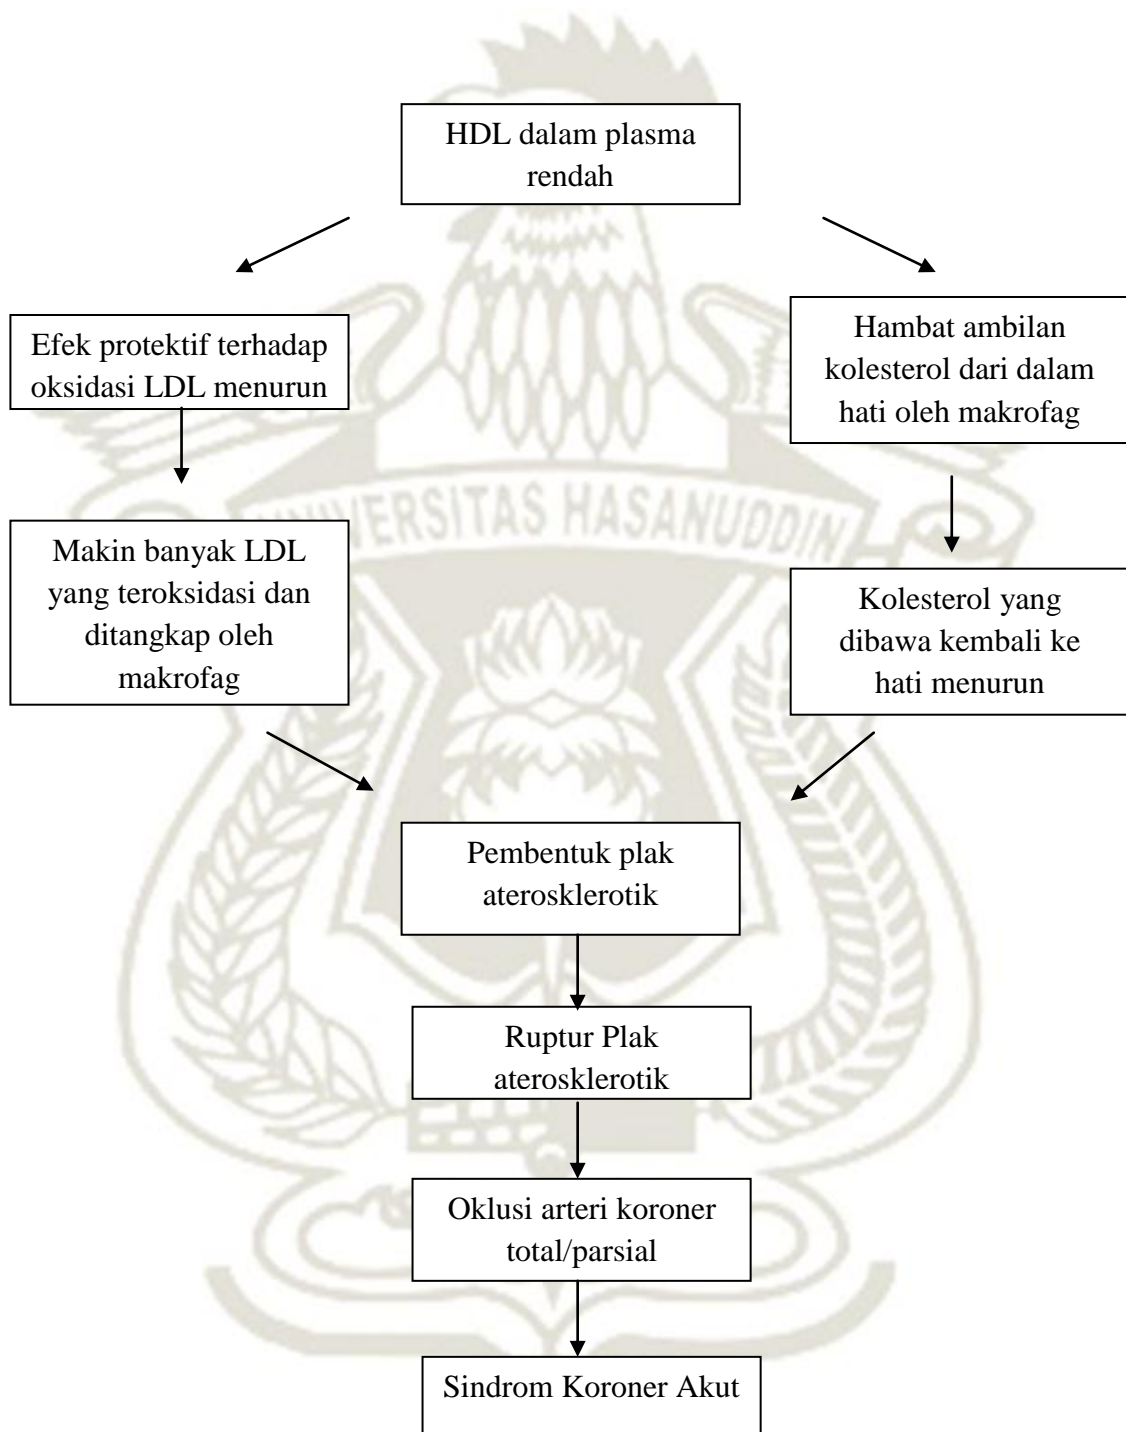 HDL dalam plasma
rendah
Efek protektif terhadap
oksidasi LDL menurun
Hambat ambilan
kolesterol dari dalam
hati oleh makrofag
UNIVERSITAS HASANUDDIN
Makin banyak LDL
yang teroksidasi dan
ditangkap oleh
makrofag
Kolesterol yang
dibawa kembali ke
hati menurun
Pembentuk plak
aterosklerotik
Ruptur Plak
aterosklerotik
Oklusi arteri koroner
total/parsial
Sindrom Koroner Akut